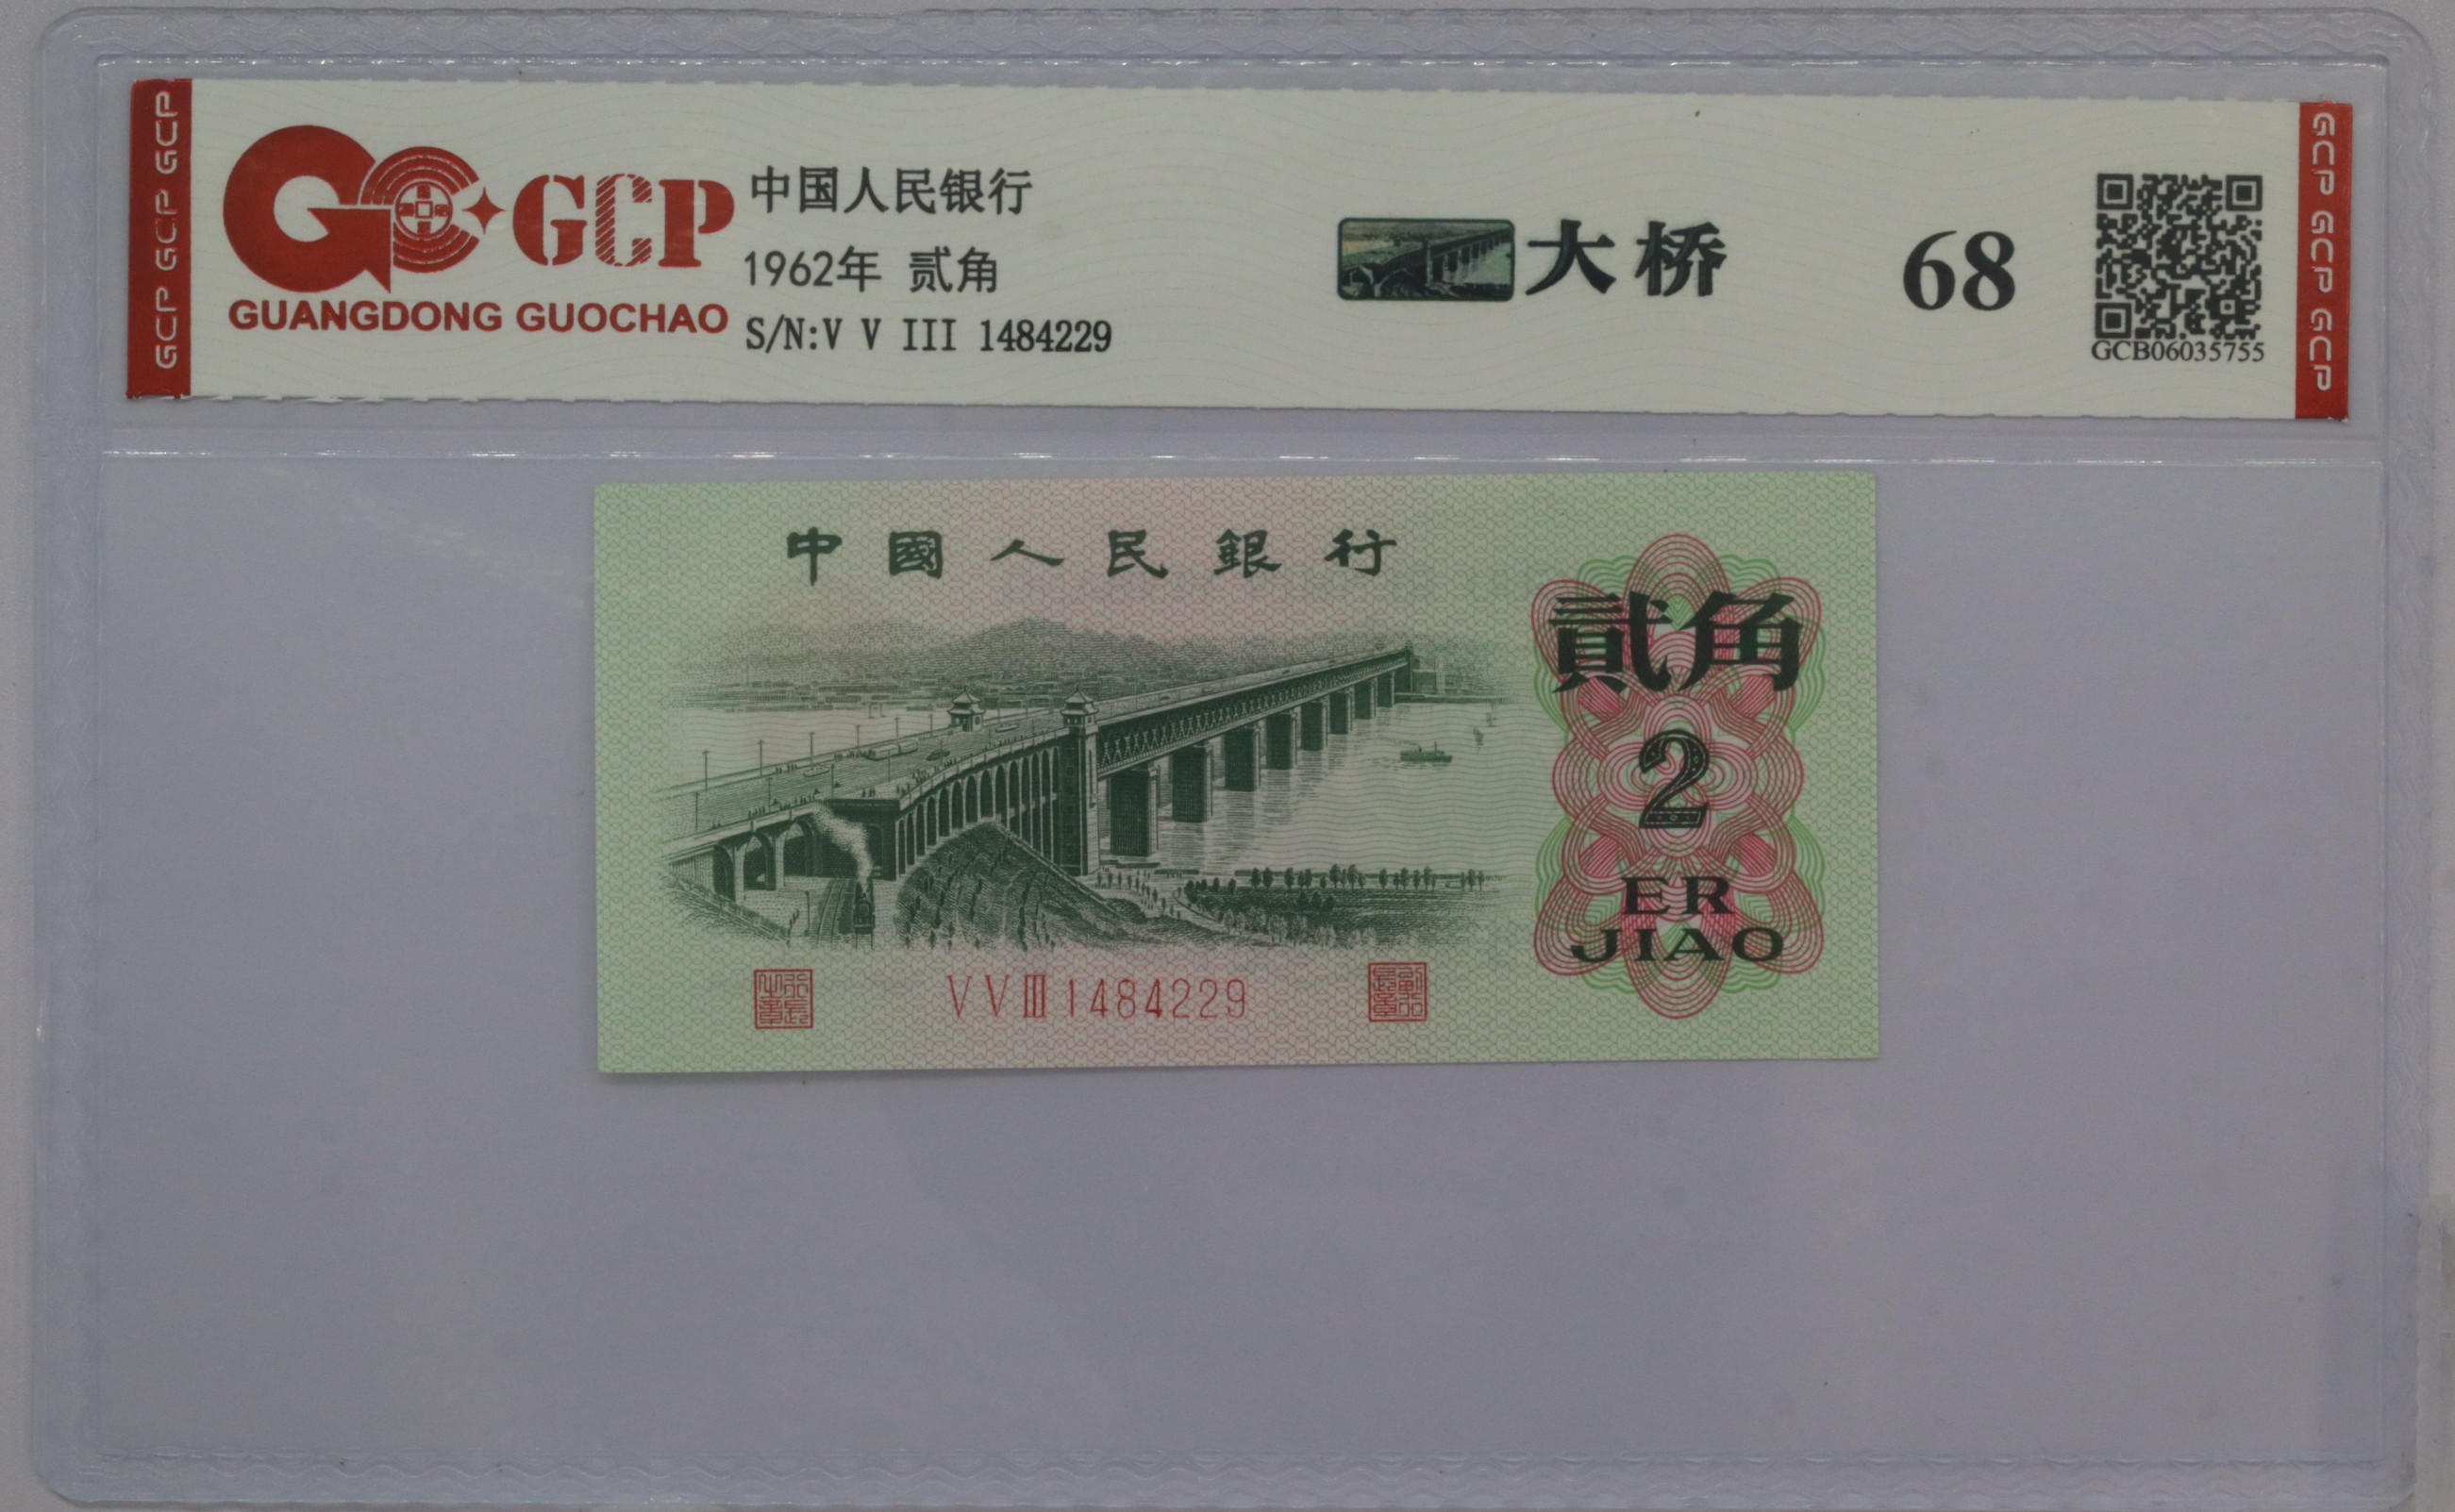 GCP GCP GCP
GCP
GUANGDONG GUOCHAO
中国人民银行
1962年 贰角
S/N:V V III 1484229
大桥
68
GCB06035755
GCP GCP GCP
中國人民銀行
貳角
2
ER
JIAO
V V III 1484229